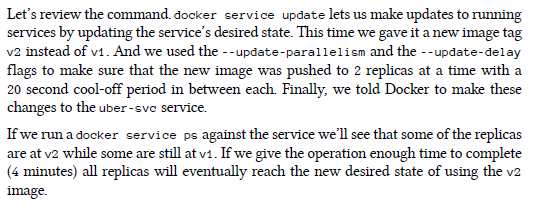 Let's review the command. docker service update lets us make updates to running
services by updating the service's desired state. This time we gave it a new image tag
v2 instead of v1. And we used the --update-parallelism and the --update-delay
flags to make sure that the new image was pushed to 2 replicas at a time with a
20 second cool-off period in between each. Finally, we told Docker to make these
changes to the uber-svc service.
If we run a docker service ps against the service we'll see that some of the replicas
are at v2 while some are still at v1. If we give the operation enough time to complete
(4 minutes) all replicas will eventually reach the new desired state of using the v2
image.